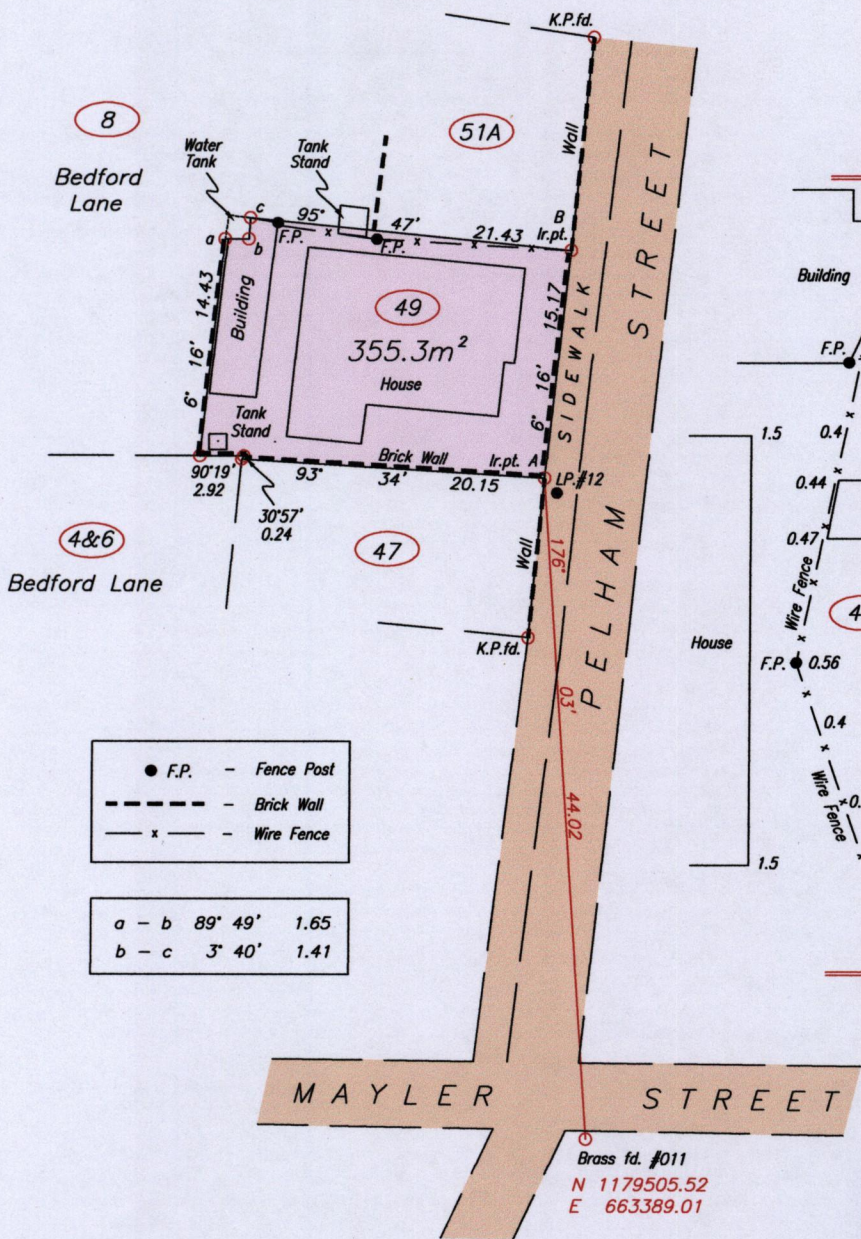 K.P.fd.
8
Bedford
Lane
Water
Tank
Tank
Stand
51A
Wall
c
a
b
95°
F.P.
47'
F.P.
21.43
B
Ir.pt.
14.43
16'
6°
Building
49
355.3m²
House
15.17
16'
6°
SIDEWALK
Tank
Stand
Brick Wall
Ir.pt. A
LP.#12
90°19'
2.92
93°
34'
20.15
30°57'
0.24
4&6
Bedford Lane
47
Wall
K.P.fd.
176°
03'
44.02
PELHAM STREET
F.P. – Fence Post
– Brick Wall
x – Wire Fence
a – b 89° 49' 1.65
b – c 3° 40' 1.41
MAYLER STREET
Brass fd. #011
N 1179505.52
E 663389.01
Building
F.P.
1.5
0.4
0.44
0.47
Wire Fence
4
House
F.P. 0.56
0.4
Wire Fence
0.
1.5